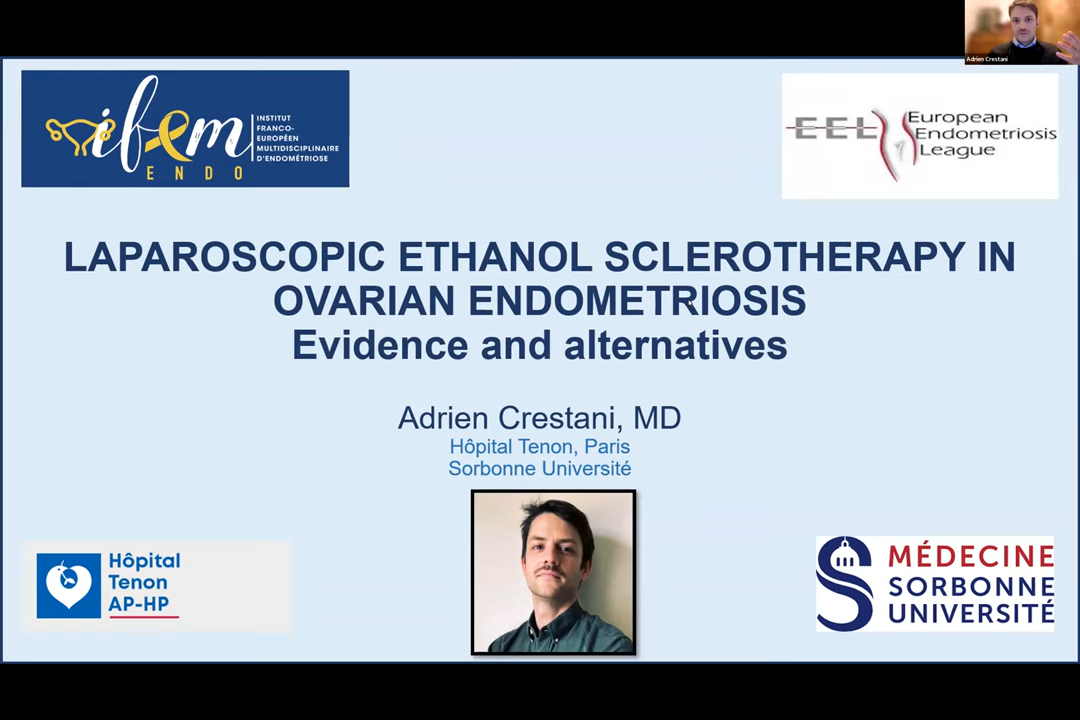 Adrien Crestani
ifem
ENDO
INSTITUT
FRANCO-
EUROPÉEN
MULTIDISCIPLINAIRE
D'ENDOMÉTRIOSE
EEL
European
Endometriosis
League
LAPAROSCOPIC ETHANOL SCLEROTHERAPY IN
OVARIAN ENDOMETRIOSIS
Evidence and alternatives
Adrien Crestani, MD
Hôpital Tenon, Paris
Sorbonne Université
Hôpital
Tenon
AP-HP
MÉDECINE
SORBONNE
UNIVERSITÉ